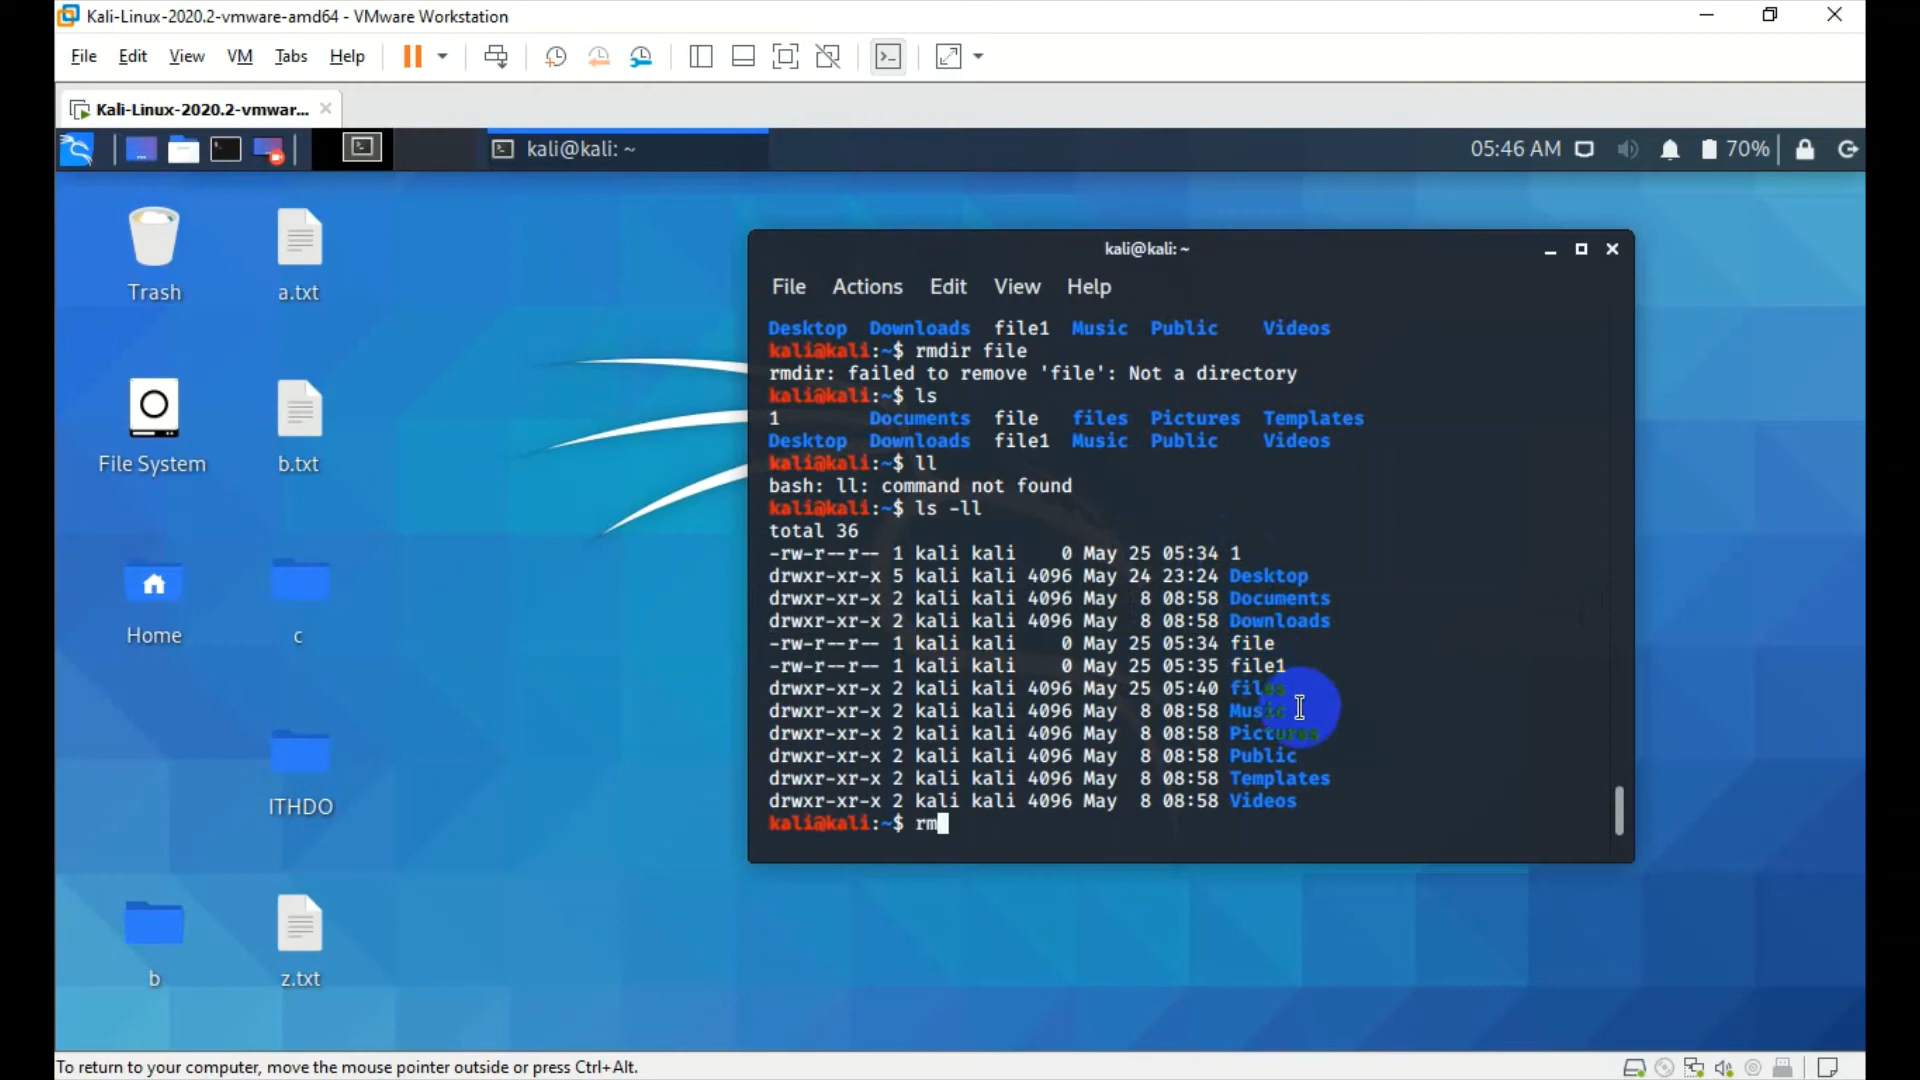 Kali-Linux-2020.2-vmware-amd64 - VMware Workstation
File Edit View VM Tabs Help
Kali-Linux-2020.2-vmwar...
kali@kali: ~ 05:46 AM 70%
Trash a.txt
File System b.txt
Home c
ITHDO
b z.txt
kali@kali: ~
File Actions Edit View Help
Desktop Downloads file1 Music Public Videos
kali@kali:~$ rmdir file
rmdir: failed to remove 'file': Not a directory
kali@kali:~$ ls
1 Documents file files Pictures Templates
Desktop Downloads file1 Music Public Videos
kali@kali:~$ ll
bash: ll: command not found
kali@kali:~$ ls -ll
total 36
-rw-r--r-- 1 kali kali 0 May 25 05:34 1
drwxr-xr-x 5 kali kali 4096 May 24 23:24 Desktop
drwxr-xr-x 2 kali kali 4096 May 8 08:58 Documents
drwxr-xr-x 2 kali kali 4096 May 8 08:58 Downloads
-rw-r--r-- 1 kali kali 0 May 25 05:34 file
-rw-r--r-- 1 kali kali 0 May 25 05:35 file1
drwxr-xr-x 2 kali kali 4096 May 25 05:40 files
drwxr-xr-x 2 kali kali 4096 May 8 08:58 Music
drwxr-xr-x 2 kali kali 4096 May 8 08:58 Pictures
drwxr-xr-x 2 kali kali 4096 May 8 08:58 Public
drwxr-xr-x 2 kali kali 4096 May 8 08:58 Templates
drwxr-xr-x 2 kali kali 4096 May 8 08:58 Videos
kali@kali:~$ rm
To return to your computer, move the mouse pointer outside or press Ctrl+Alt.